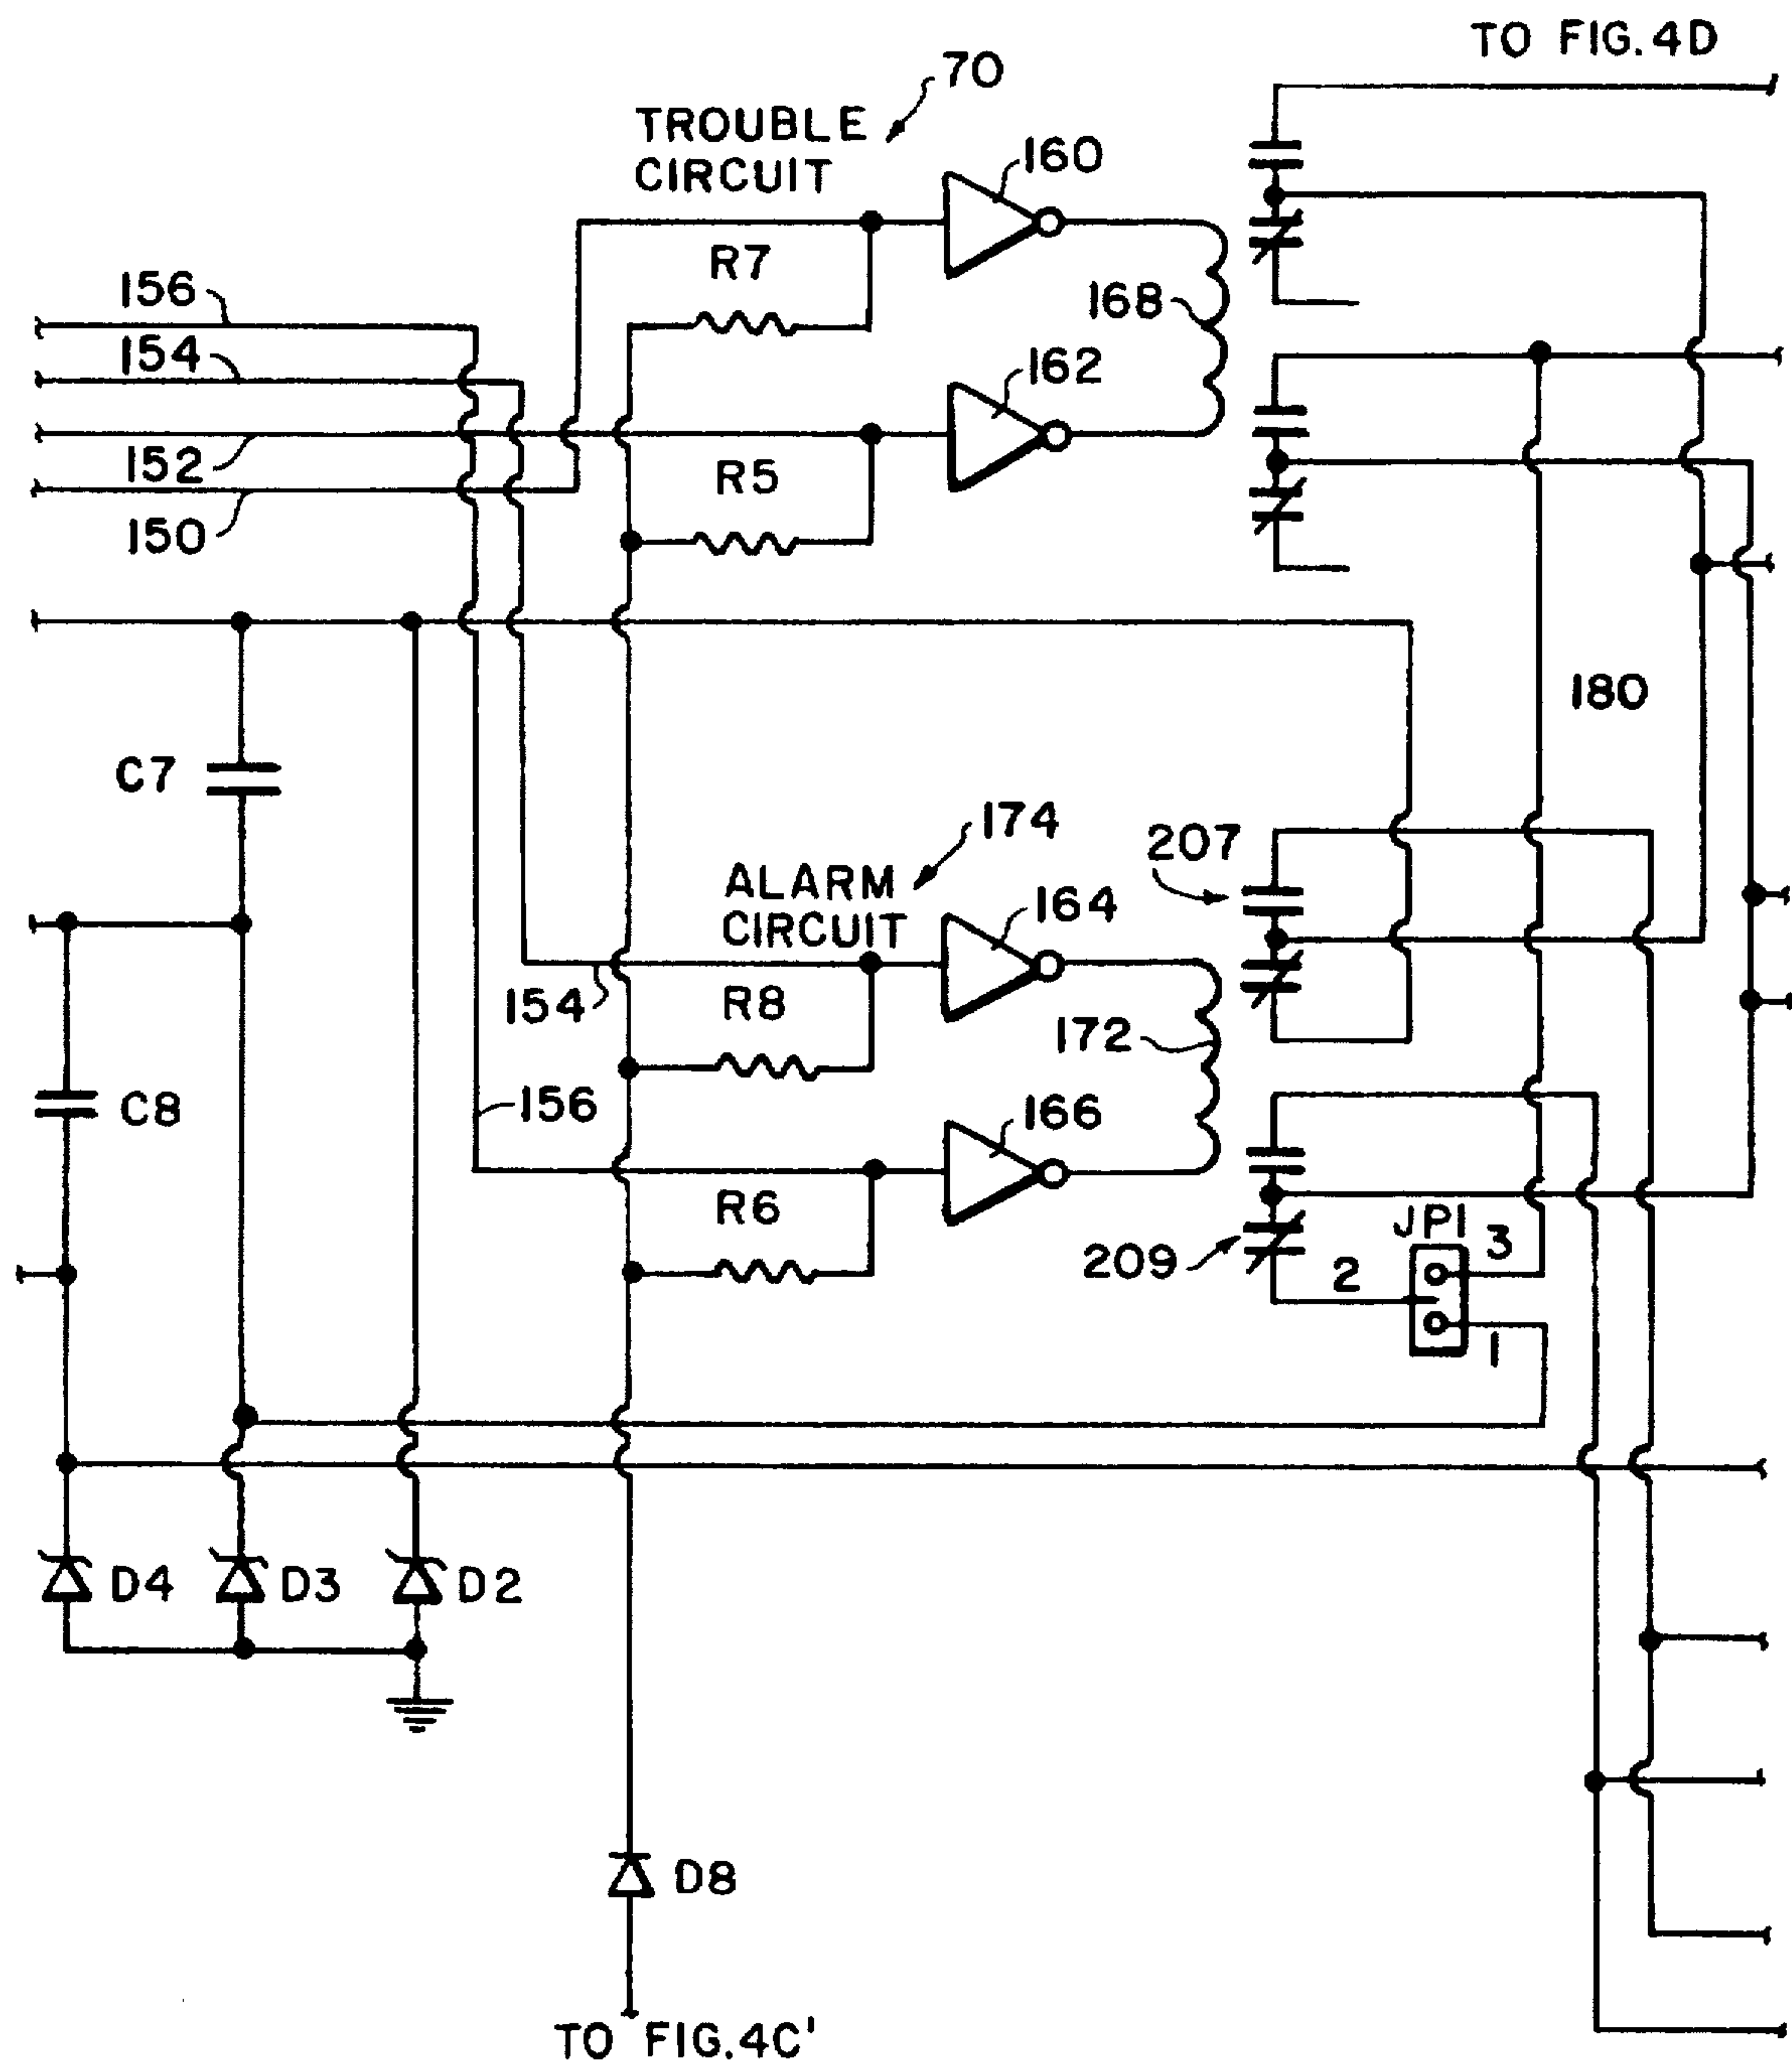 TO FIG.4D
70
TROUBLE
CIRCUIT
160
R7
156
168
154
162
152
R5
150
180
C7
174
207
ALARM
CIRCUIT
164
154
R8
172
C8
156
166
R6
JP1
3
209
2
1
D4
D3
D2
D8
TO FIG.4C'